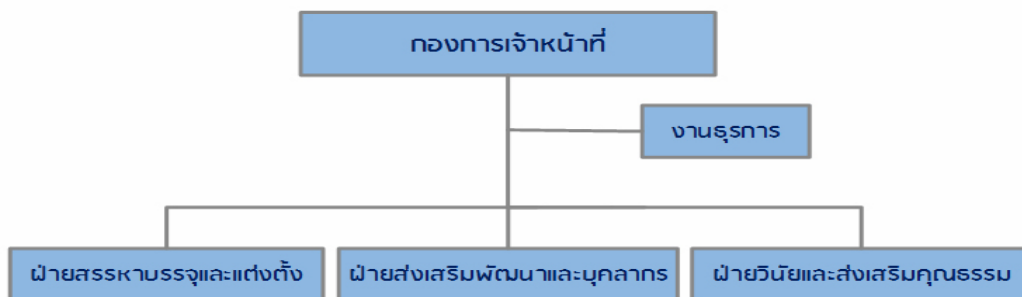 กองการเจ้าหน้าที่
งานธุรการ
ฝ่ายสรรหาบรรจุและแต่งตั้ง
ฝ่ายส่งเสริมพัฒนาและบุคลากร
ฝ่ายวินัยและส่งเสริมคุณธรรม